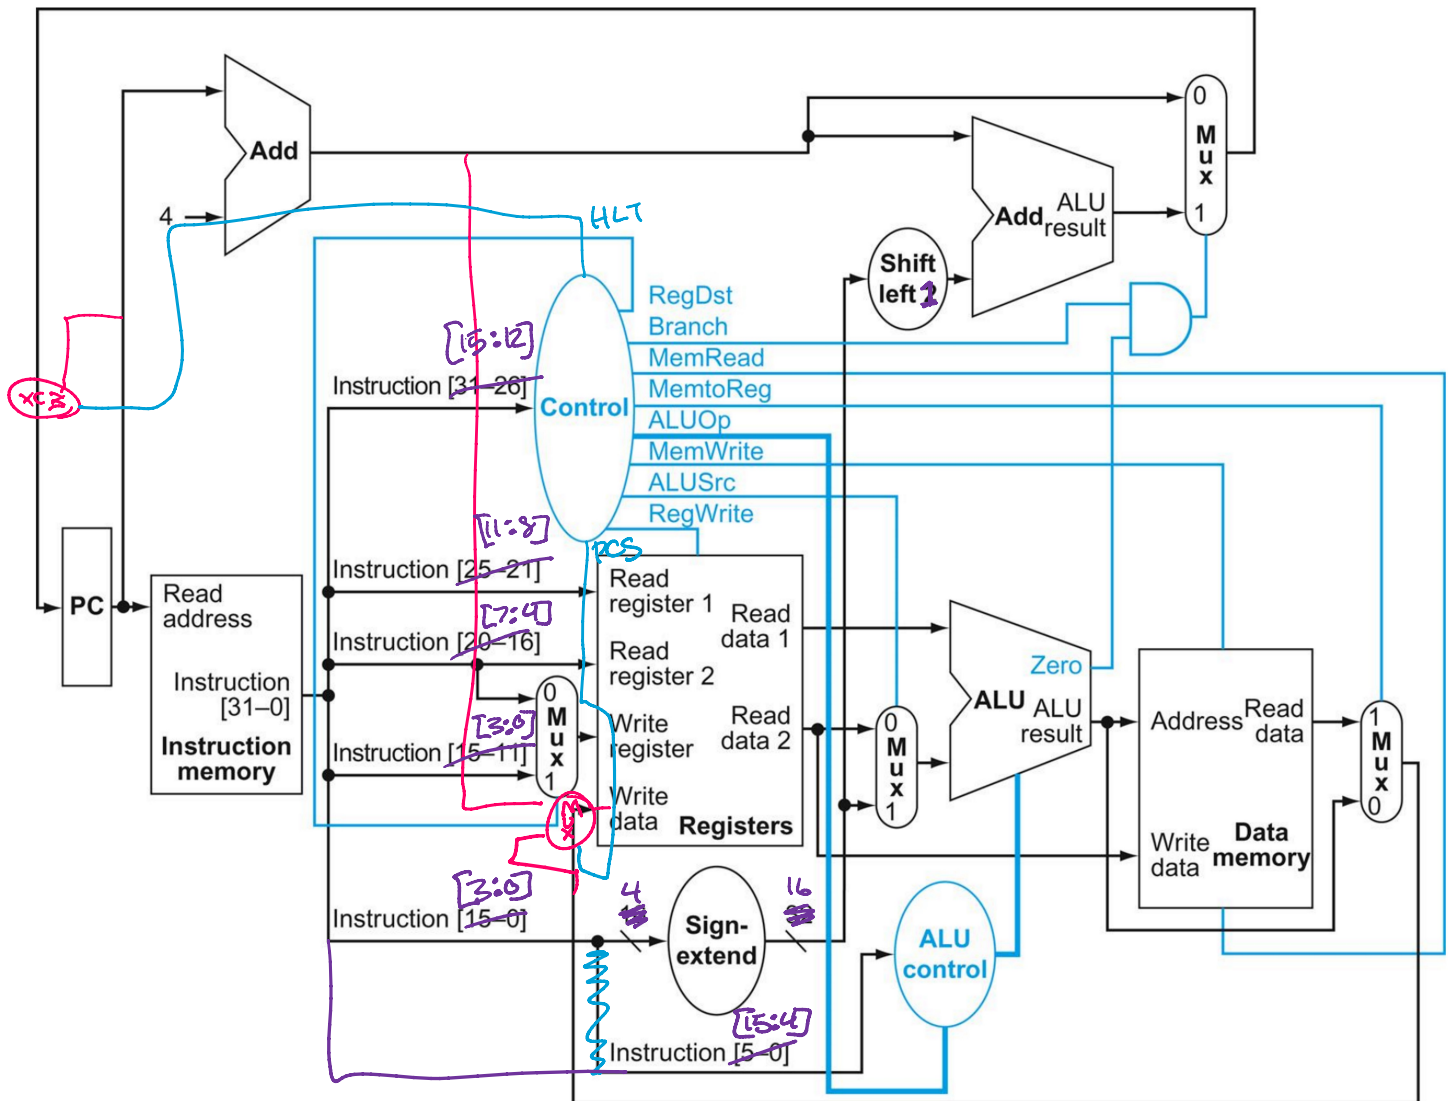 0
Mux
1
Add
4
HLT
Add ALU result
Shift left 2 1
RegDst
Branch
MemRead
MemtoReg
ALUOp
MemWrite
ALUSrc
RegWrite
Control
[15:12]
Instruction [31–26]
Mux
PCS
[11:8]
Instruction [25–21]
[7:4]
Instruction [20–16]
[3:0]
Instruction [15–11]
[3:0]
Instruction [15–0]
PC
Read address
Instruction [31–0]
Instruction memory
0
Mux
1
Mux
Read register 1
Read register 2
Write register
Write data
Read data 1
Read data 2
Registers
0
Mux
1
Zero
ALU
ALU result
Address
Read data
Write data
Data memory
1
Mux
0
4
16
Sign-extend
ALU control
[15:4]
Instruction [5–0]